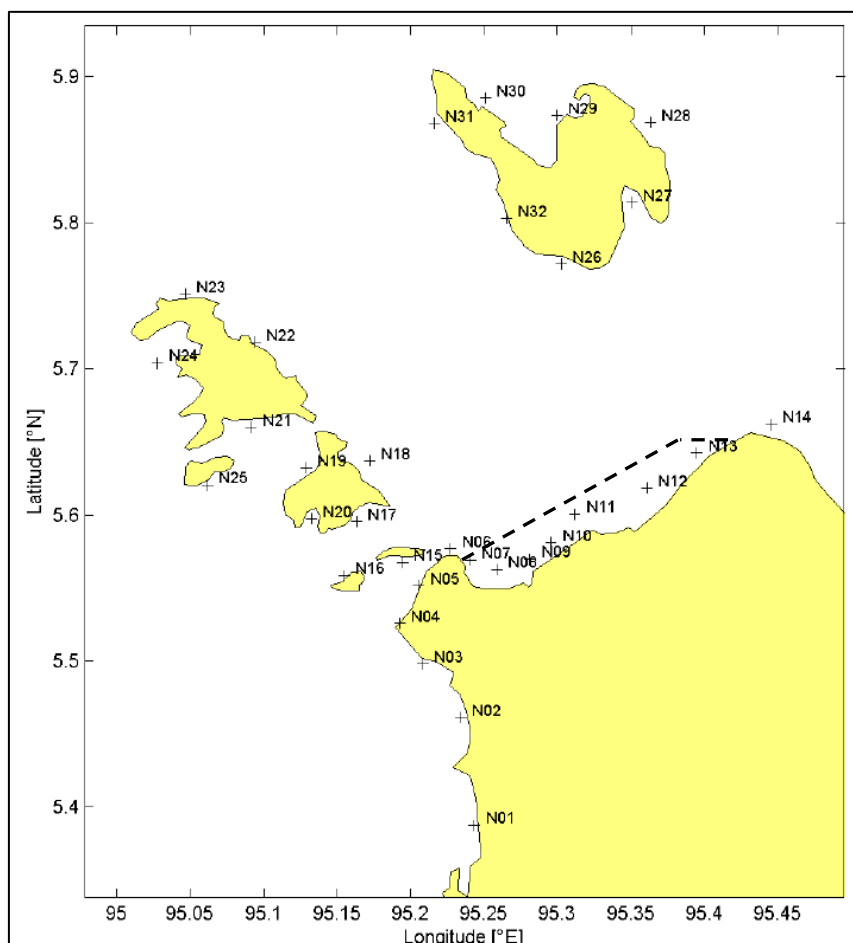 5.9
N30
N31
N29
N28
5.8
N32
N27
N26
N23
N22
5.7
N24
N21
N14
N13
N19
N18
N25
N12
5.6
N20
N17
N11
N06
N10
N15
N07
N09
N16
N08
N05
N04
5.5
N03
N02
5.4
N01
95
95.05
95.1
95.15
95.2
95.25
95.3
95.35
95.4
95.45
Latitude [°N]
Longitude [°E]